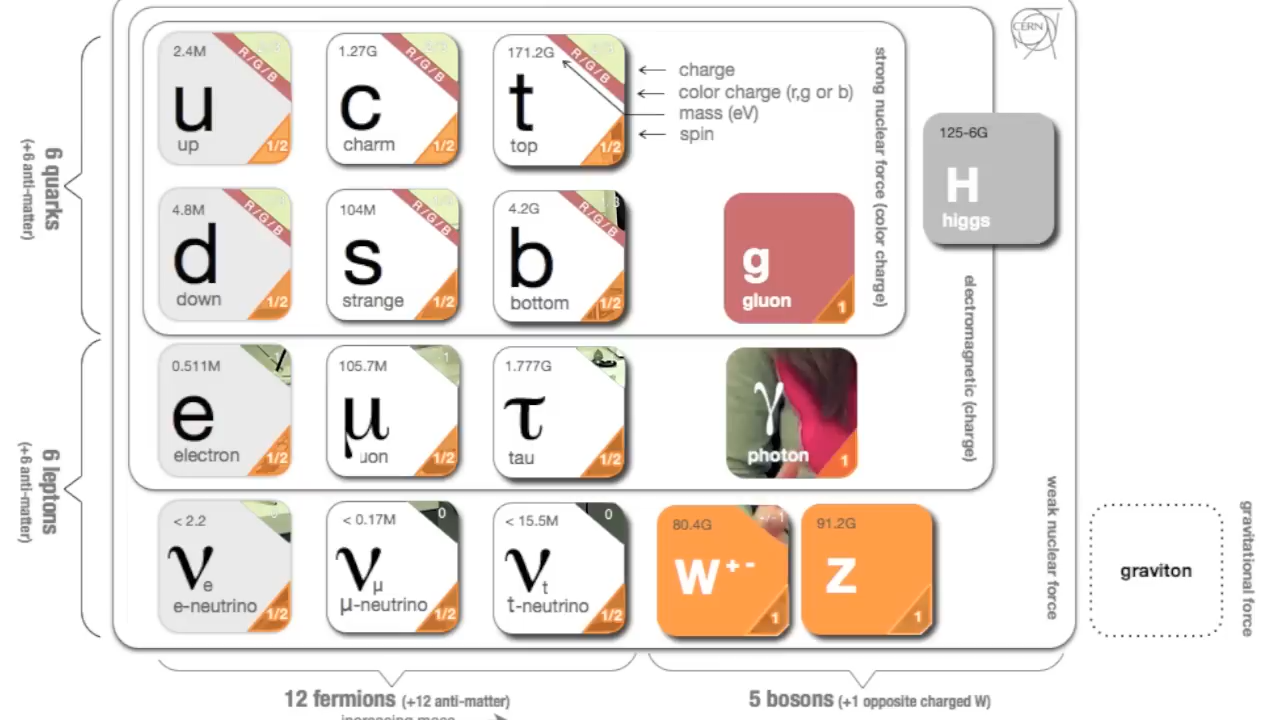 CERN
2.4M
R/G/B
u
up
1/2
1.27G
R/G/B
c
charm
1/2
171.2G
R/G/B
t
top
1/2
charge
color charge (r,g or b)
mass (eV)
spin
strong nuclear force (color charge)
125-6G
H
higgs
6 quarks
(+6 anti-matter)
4.8M
R/G/B
d
down
1/2
104M
R/G/B
s
strange
1/2
4.2G
R/G/B
b
bottom
1/2
g
gluon
1
electromagnetic (charge)
0.511M
e
electron
1/2
105.7M
-1
μ
uon
1/2
1.777G
τ
tau
1/2
γ
photon
1
6 leptons
(+6 anti-matter)
< 2.2
νe
e-neutrino
1/2
< 0.17M
0
νμ
μ-neutrino
1/2
< 15.5M
0
νt
t-neutrino
1/2
80.4G
W+-
1
91.2G
Z
1
weak nuclear force
graviton
gravitational force
12 fermions (+12 anti-matter)
5 bosons (+1 opposite charged W)
increasing mass